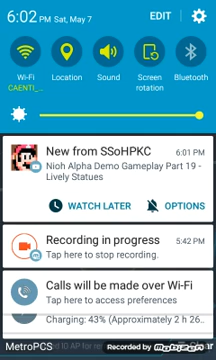 6:02 PM Sat, May 7 EDIT
Wi-Fi Location Sound Screen rotation Bluetooth
CAENTI_...
New from SSoHPKC 6:01 PM
Nioh Alpha Demo Gameplay Part 19 -
Lively Statues
WATCH LATER OPTIONS
Recording in progress 5:42 PM
Tap here to stop recording.
Calls will be made over Wi-Fi
Tap here to access preferences
Charging: 43% (Approximately 2 h 26...
MetroPCS Recorded by Mobizen